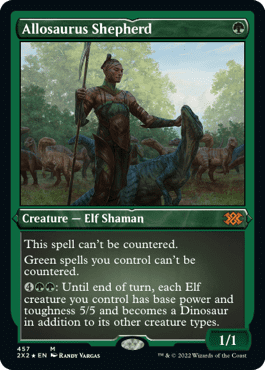 Allosaurus Shepherd
Creature — Elf Shaman
This spell can't be countered.
Green spells you control can't be
countered.
4: Until end of turn, each Elf
creature you control has base power and
toughness 5/5 and becomes a Dinosaur
in addition to its other creature types.
1/1
457 M
2X2 ★ EN RANDY VARGAS
™ & © 2022 Wizards of the Coast